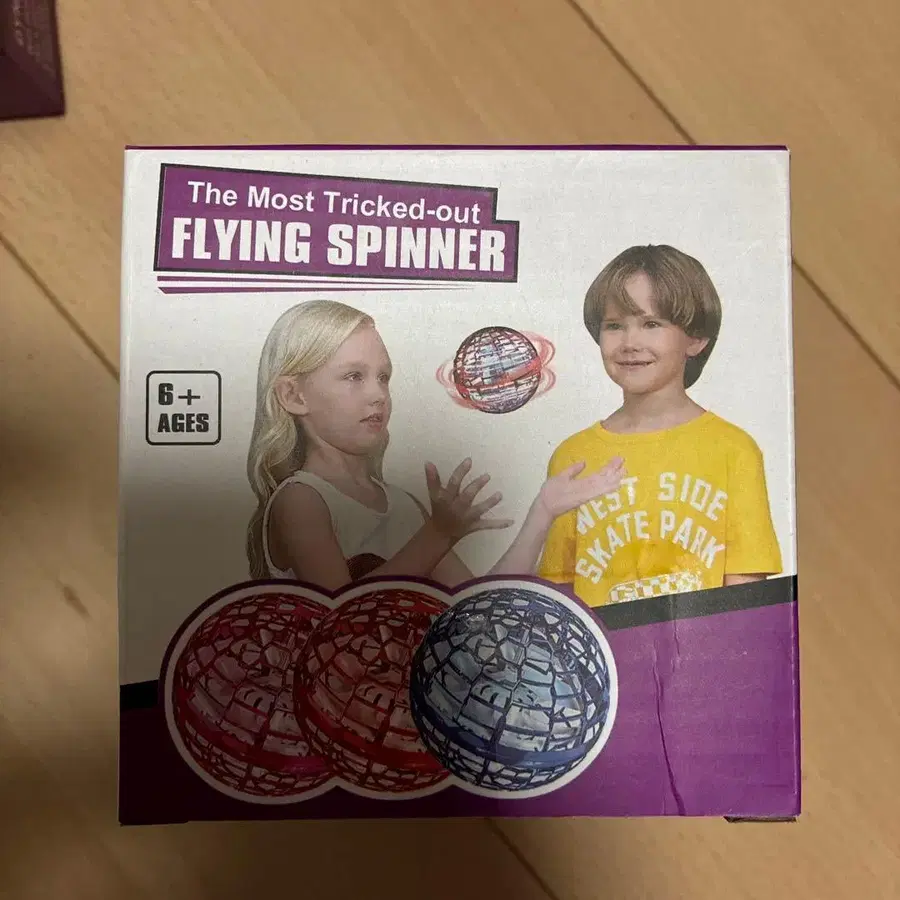 The Most Tricked-out
FLYING SPINNER
6+
AGES
WEST SIDE
SKATE PARK